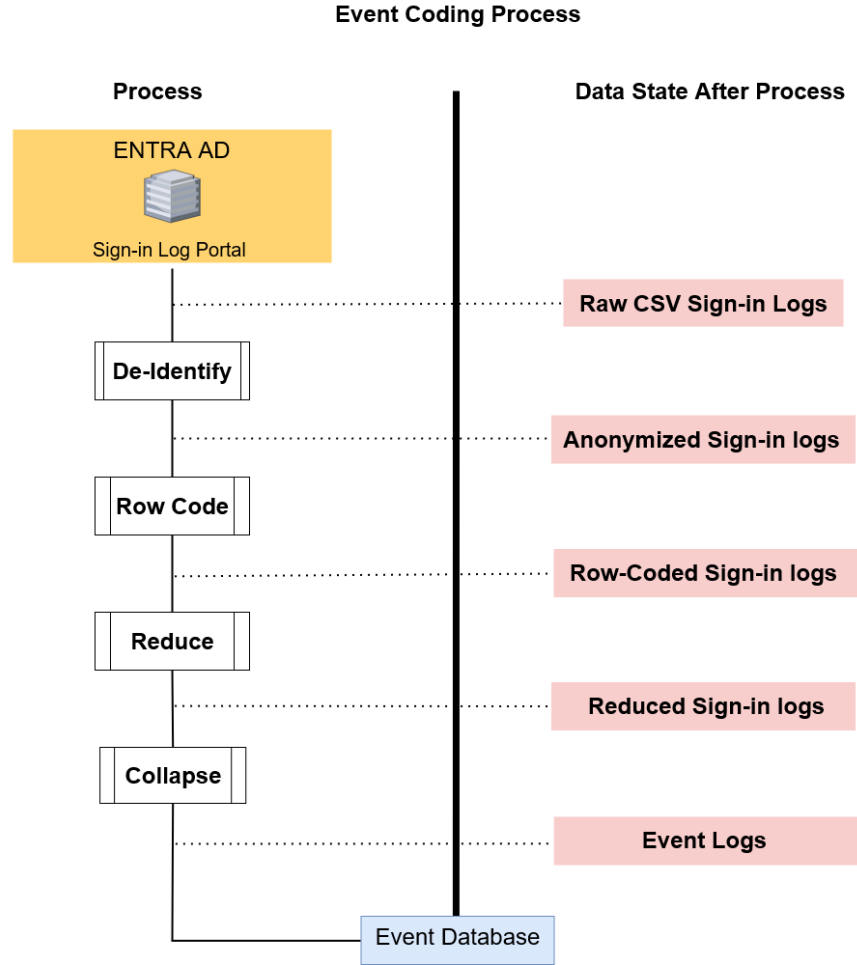 Event Coding Process
Process
Data State After Process
ENTRA AD
Sign-in Log Portal
Raw CSV Sign-in Logs
De-Identify
Anonymized Sign-in logs
Row Code
Row-Coded Sign-in logs
Reduce
Reduced Sign-in logs
Collapse
Event Logs
Event Database